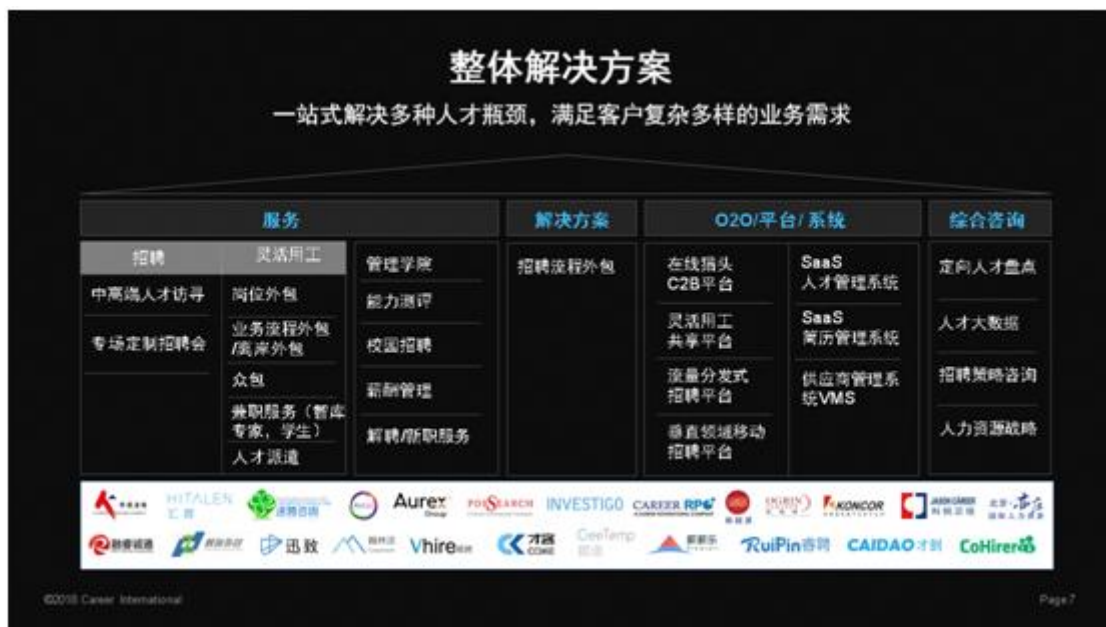 整体解决方案
一站式解决多种人才瓶颈，满足客户复杂多样的业务需求
服务
解决方案
O2O/平台/系统
综合咨询
招聘
中高端人才访寻
专场定制招聘会
灵活用工
岗位外包
业务流程外包
/离岸外包
众包
兼职服务（智库
专家，学生）
人才派遣
管理学院
能力测评
校园招聘
薪酬管理
解聘/新职服务
招聘流程外包
在线猎头
C2B平台
灵活用工
共享平台
流量分发式
招聘平台
垂直领域移动
招聘平台
SaaS
人才管理系统
SaaS
简历管理系统
供应商管理系
统VMS
定向人才盘点
人才大数据
招聘策略咨询
人力资源战略
HITALEN
Aurex
Group
INVESTIGO
CAREER RPO
KONCOR
迅致
Vhire
才客
COKE
GeeTemp
RuiPin睿聘
CAIDAO才到
CoHirer
©2018 Career International
Page7